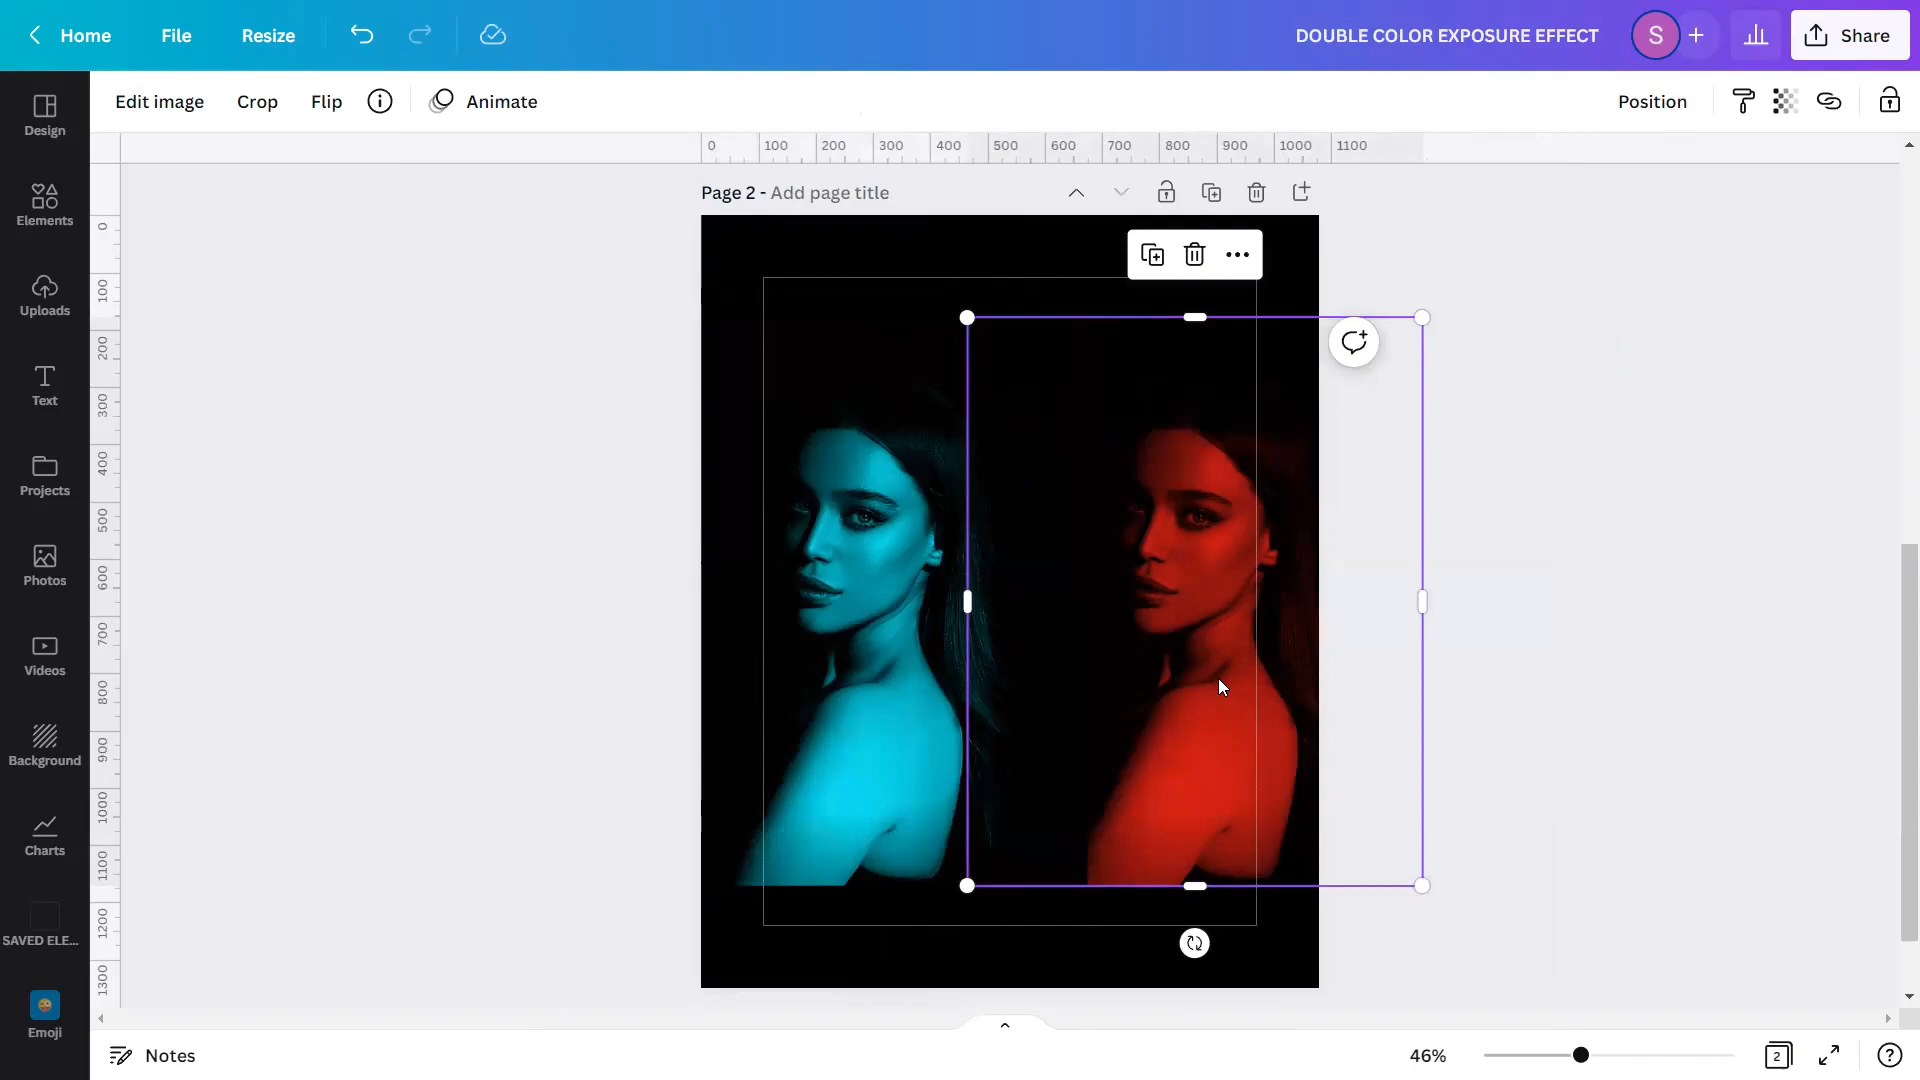 Home File Resize DOUBLE COLOR EXPOSURE EFFECT S Share
Edit image Crop Flip Animate Position
0 100 200 300 400 500 600 700 800 900 1000 1100
Page 2 - Add page title
0
100
200
300
400
500
600
700
800
900
1000
1100
1200
1300
Design
Elements
Uploads
Text
Projects
Photos
Videos
Background
Charts
SAVED ELE...
Emoji
Notes 46% 2